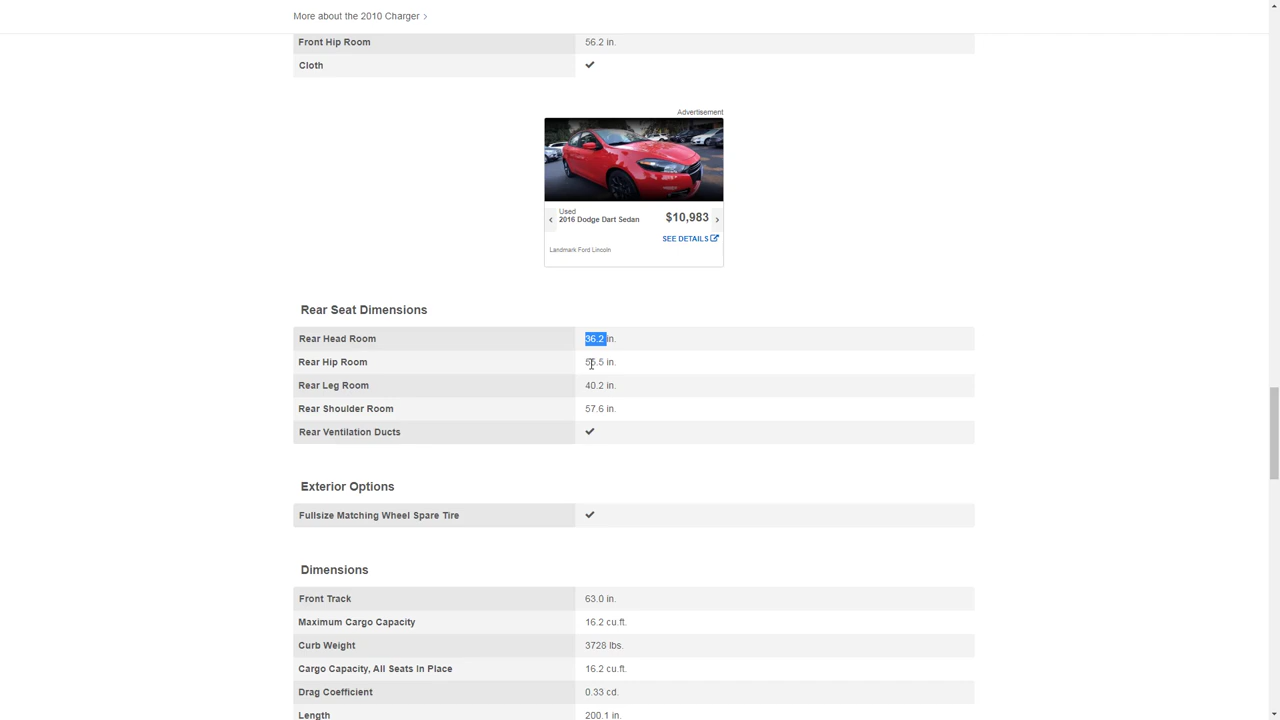 More about the 2010 Charger
Front Hip Room 56.2 in.
Cloth
Advertisement
Used
2016 Dodge Dart Sedan $10,983
SEE DETAILS
Landmark Ford Lincoln
Rear Seat Dimensions
Rear Head Room 36.2 in.
Rear Hip Room 55.5 in.
Rear Leg Room 40.2 in.
Rear Shoulder Room 57.6 in.
Rear Ventilation Ducts
Exterior Options
Fullsize Matching Wheel Spare Tire
Dimensions
Front Track 63.0 in.
Maximum Cargo Capacity 16.2 cu.ft.
Curb Weight 3728 lbs.
Cargo Capacity, All Seats In Place 16.2 cu.ft.
Drag Coefficient 0.33 cd.
Length 200.1 in.